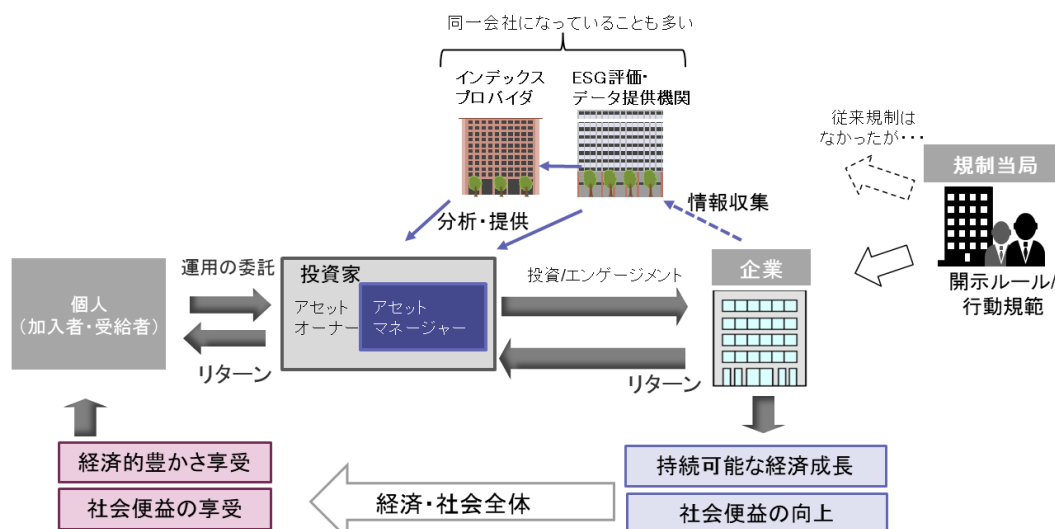 同一会社になっていることも多い
インデックス
プロバイダ
ESG評価・
データ提供機関
従来規制は
なかったが・・・
規制当局
情報収集
分析・提供
開示ルール/
行動規範
運用の委託
投資家
投資/エンゲージメント
企業
個人
（加入者・受給者）
アセット
オーナー
アセット
マネージャー
リターン
リターン
経済的豊かさ享受
社会便益の享受
経済・社会全体
持続可能な経済成長
社会便益の向上